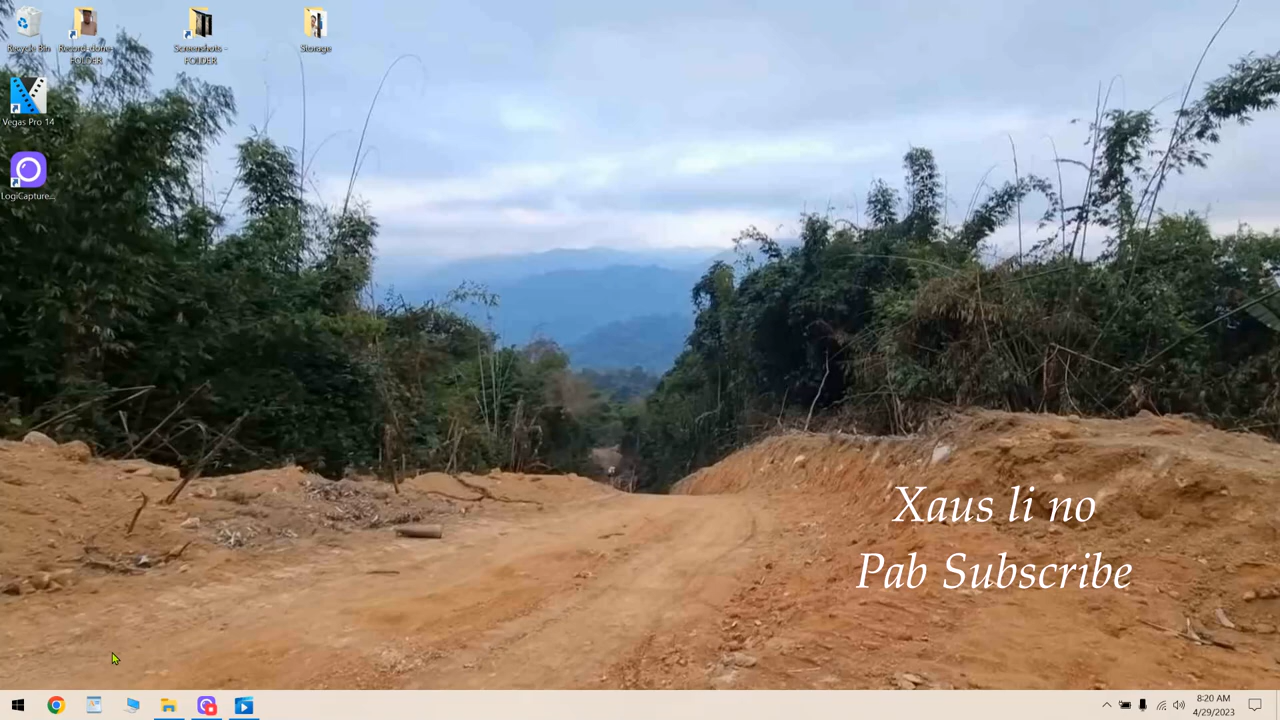 Recycle Bin
Record-done - FOLDER
Screenshots - FOLDER
Storage
Vegas Pro 14
LogiCapture...
Xaus li no
Pab Subscribe
8:20 AM
4/29/2023